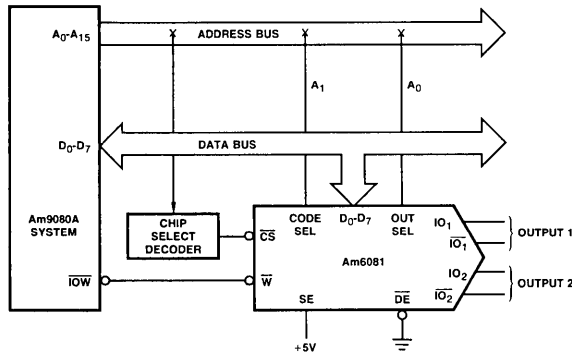 A0-A15
ADDRESS BUS
A1
A0
D0-D7
DATA BUS
Am9080A
SYSTEM
CHIP
SELECT
DECODER
CS
CODE
SEL
D0-D7
OUT
SEL
IO1
IO1
OUTPUT 1
Am6081
IOW
W
IO2
IO2
OUTPUT 2
SE
DE
+5V